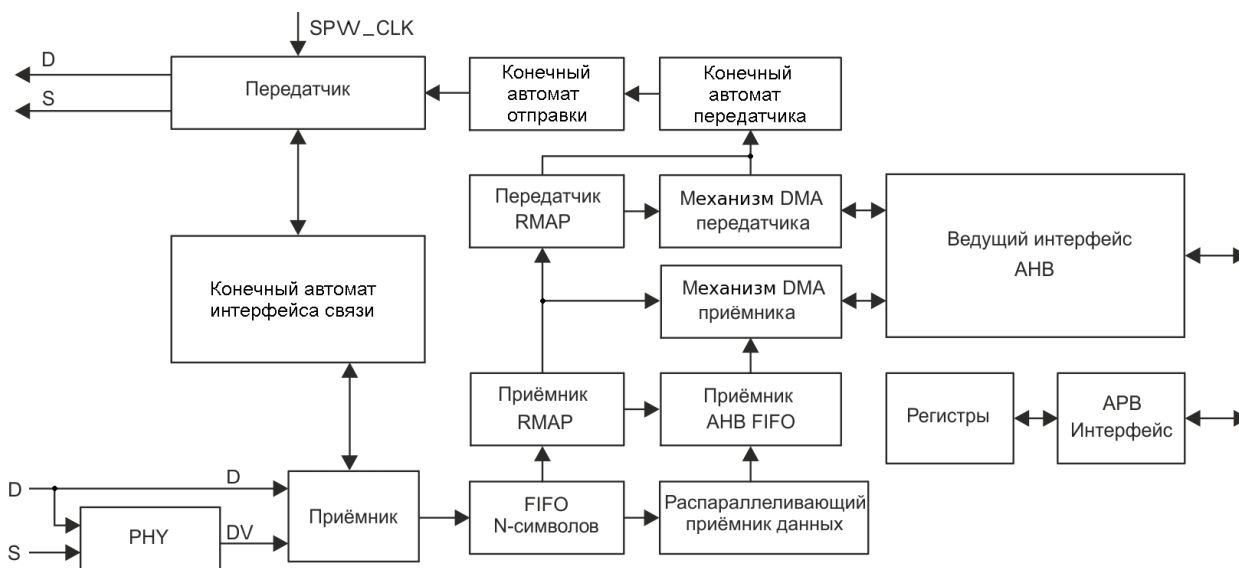 SPW_CLK
D
S
Передатчик
Конечный
автомат
отправки
Конечный
автомат
передатчика
Передатчик
RMAP
Механизм DMA
передатчика
Ведущий интерфейс
AHB
Конечный автомат
интерфейса связи
Механизм DMA
приёмника
Приёмник
RMAP
Приёмник
AHB FIFO
Регистры
APB
Интерфейс
D
D
S
PHY
DV
Приёмник
FIFO
N-символов
Распараллеливающий
приёмник данных